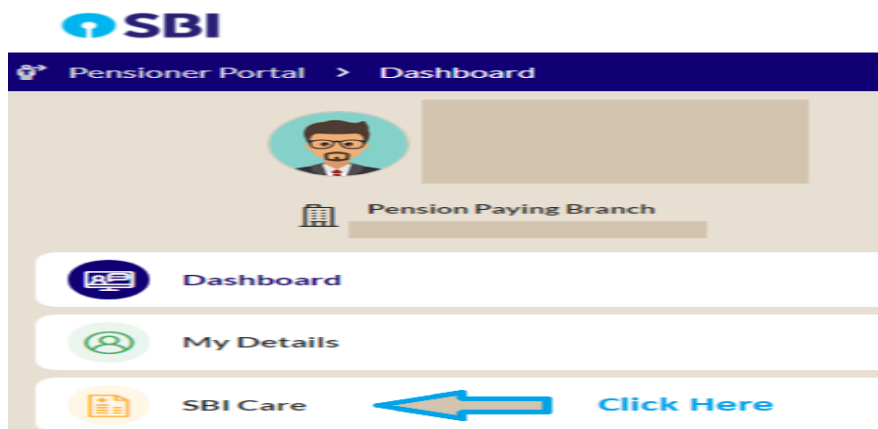 SBI
Pensioner Portal > Dashboard
Pension Paying Branch
Dashboard
My Details
SBI Care Click Here